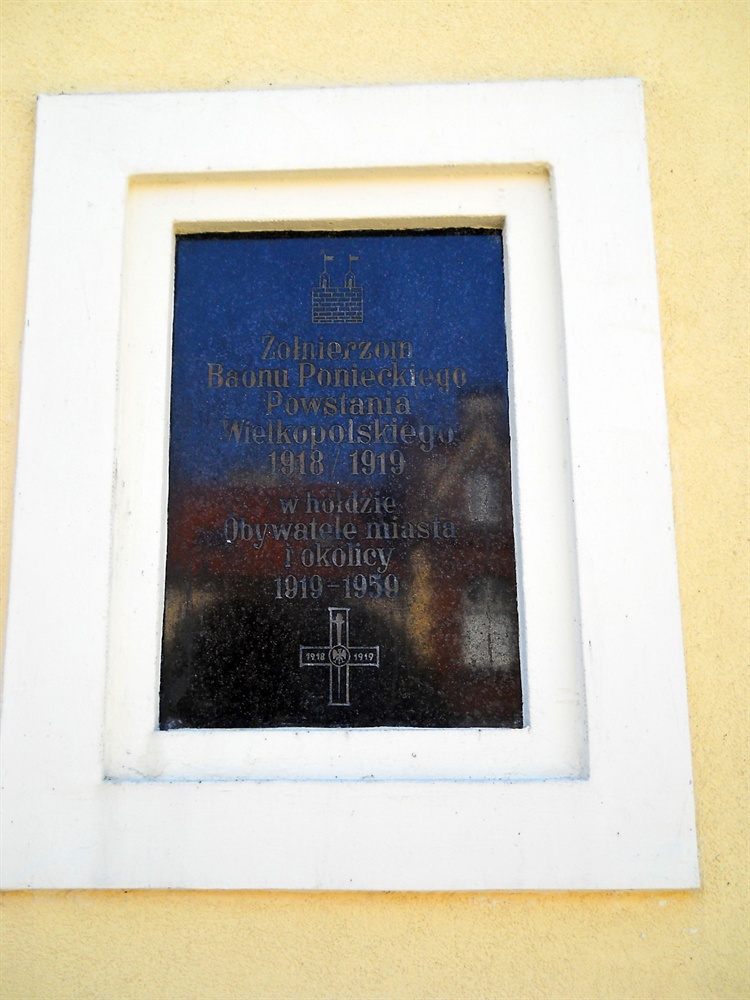 Żołnierzom
Baonu Ponieckiego
Powstania
Wielkopolskiego
1918 / 1919
w hołdzie
Obywatele miasta
i okolicy
1919-1959
1918 1919